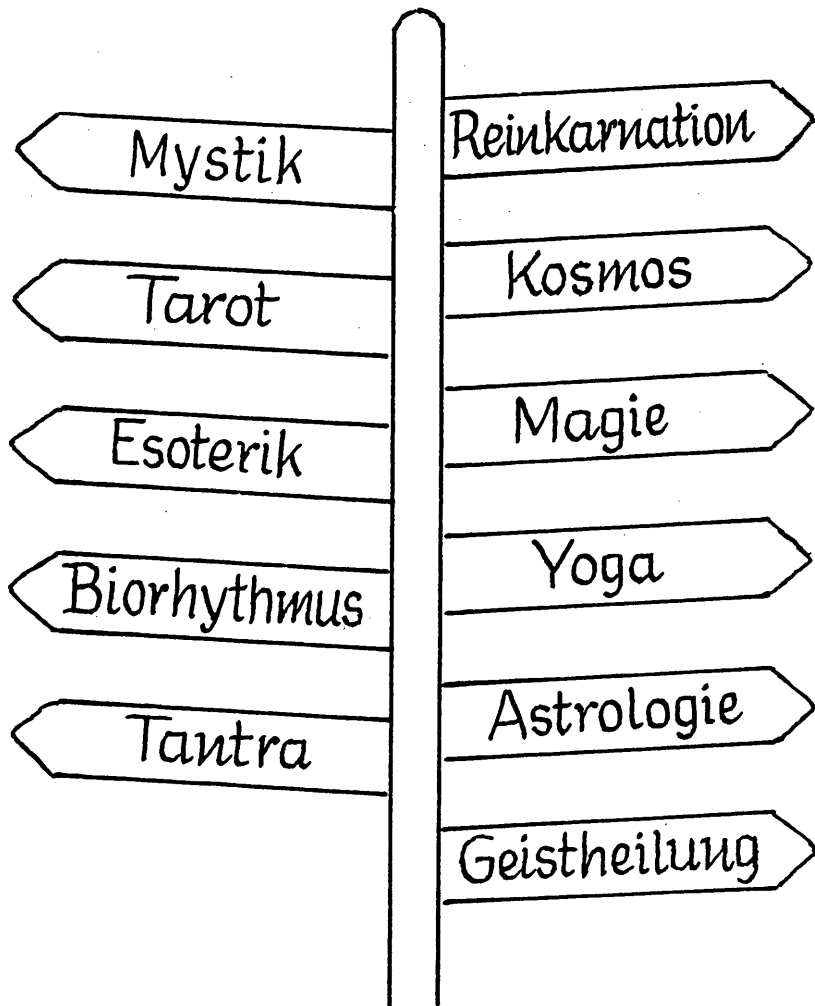 Mystik
Tarot
Esoterik
Biorhythmus
Tantra
Reinkarnation
Kosmos
Magie
Yoga
Astrologie
Geistheilung